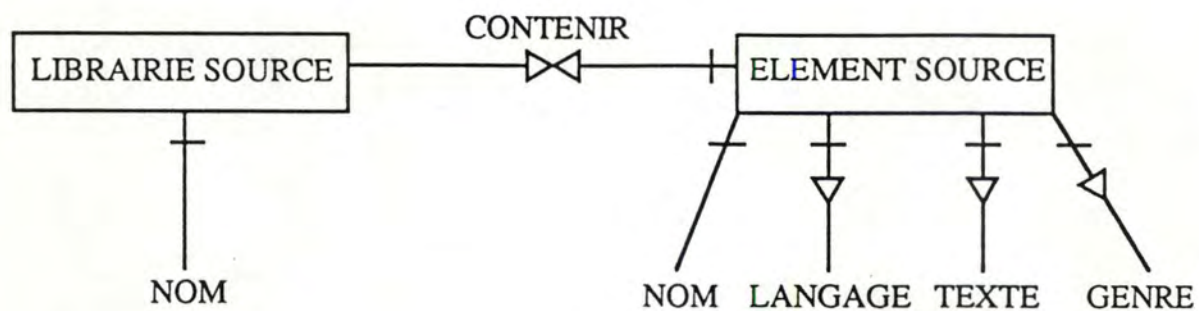 CONTENIR
LIBRAIRIE SOURCE
ELEMENT SOURCE
NOM
NOM LANGAGE TEXTE GENRE